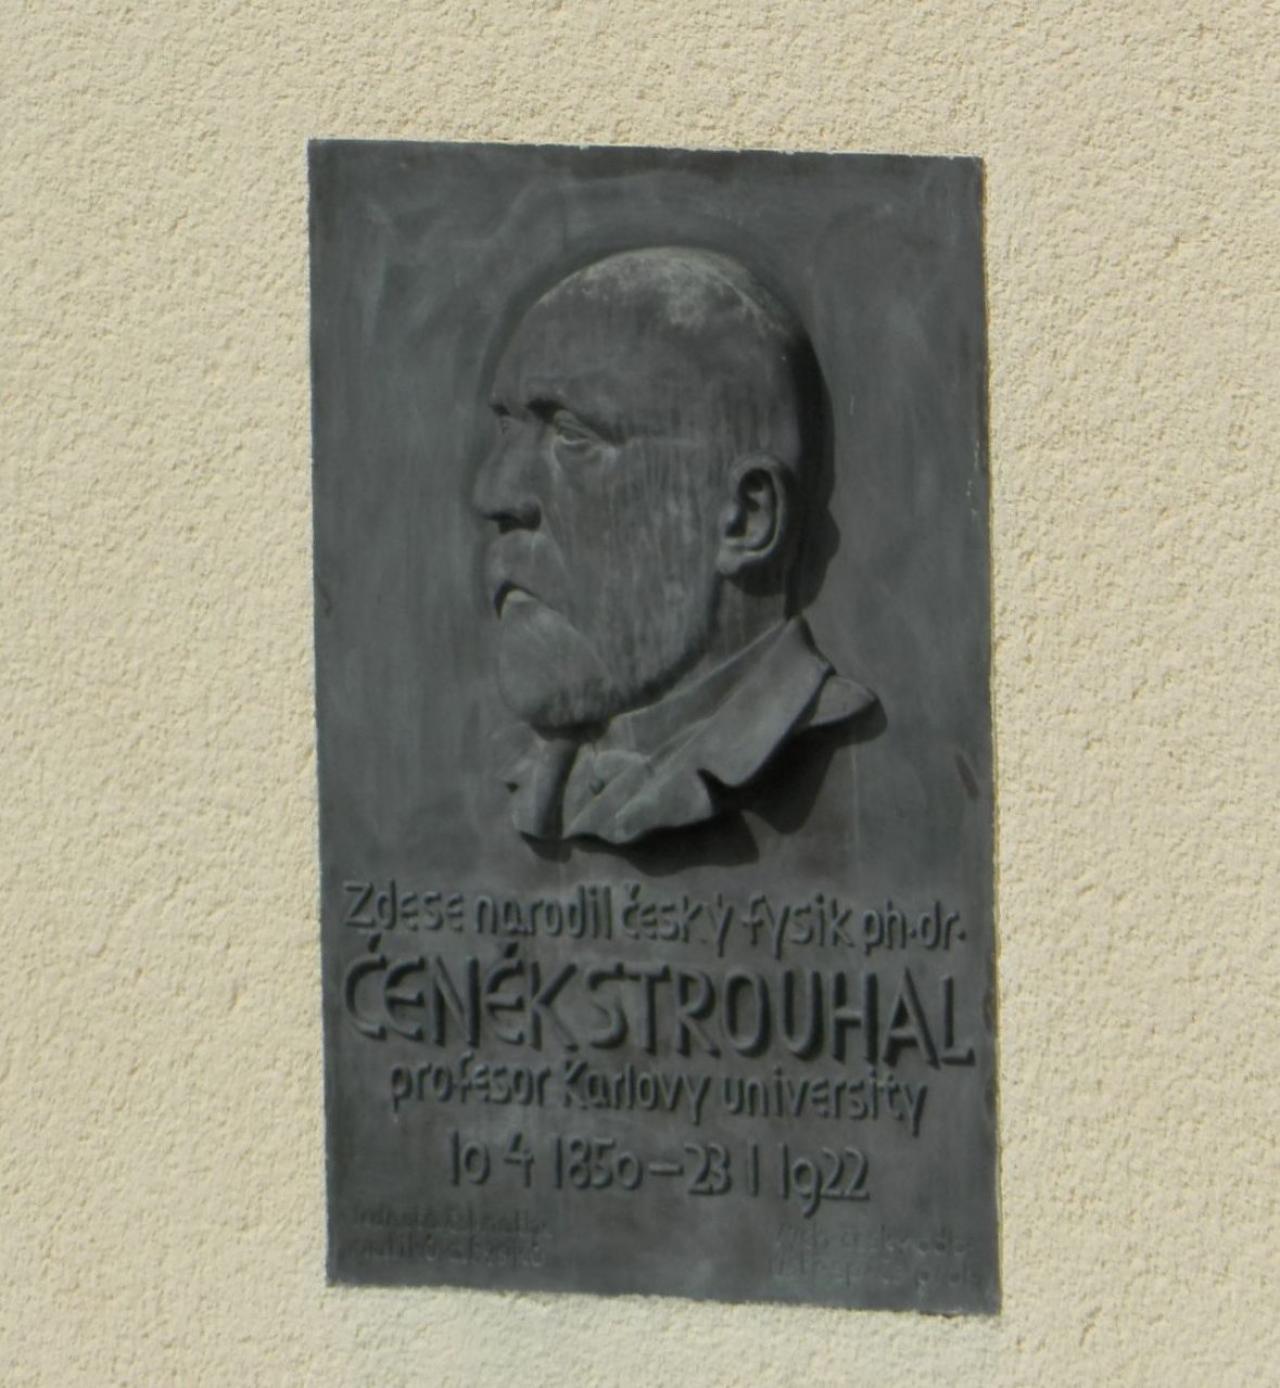 Zde se narodil český fysik ph.dr.
ČENĚK STROUHAL
profesor Karlovy university
10 4 1850–23 1 1922